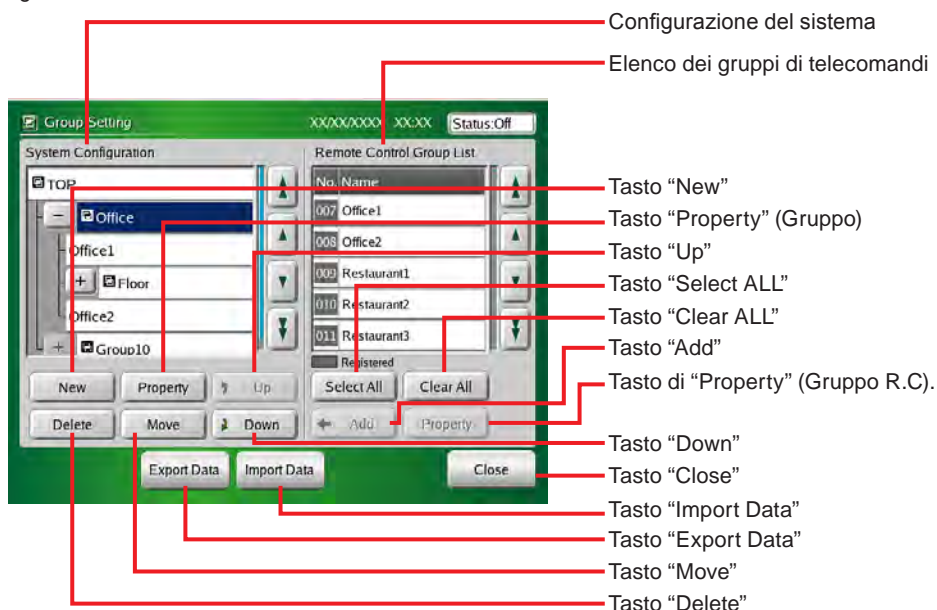 Configurazione del sistema
Elenco dei gruppi di telecomandi
Group Setting
XX/XX/XXXX XX:XX
Status:Off
System Configuration
Remote Control Group List
TOP
No. Name
Office
007 Office1
Office1
008 Office2
Floor
009 Restaurant1
Office2
010 Restaurant2
Group10
011 Restaurant3
Registered
New
Property
Up
Select All
Clear All
Delete
Move
Down
Add
Property
Export Data
Import Data
Close
Tasto “New”
Tasto “Property” (Gruppo)
Tasto “Up”
Tasto “Select ALL”
Tasto “Clear ALL”
Tasto “Add”
Tasto di “Property” (Gruppo R.C).
Tasto “Down”
Tasto “Close”
Tasto “Import Data”
Tasto “Export Data”
Tasto “Move”
Tasto “Delete”